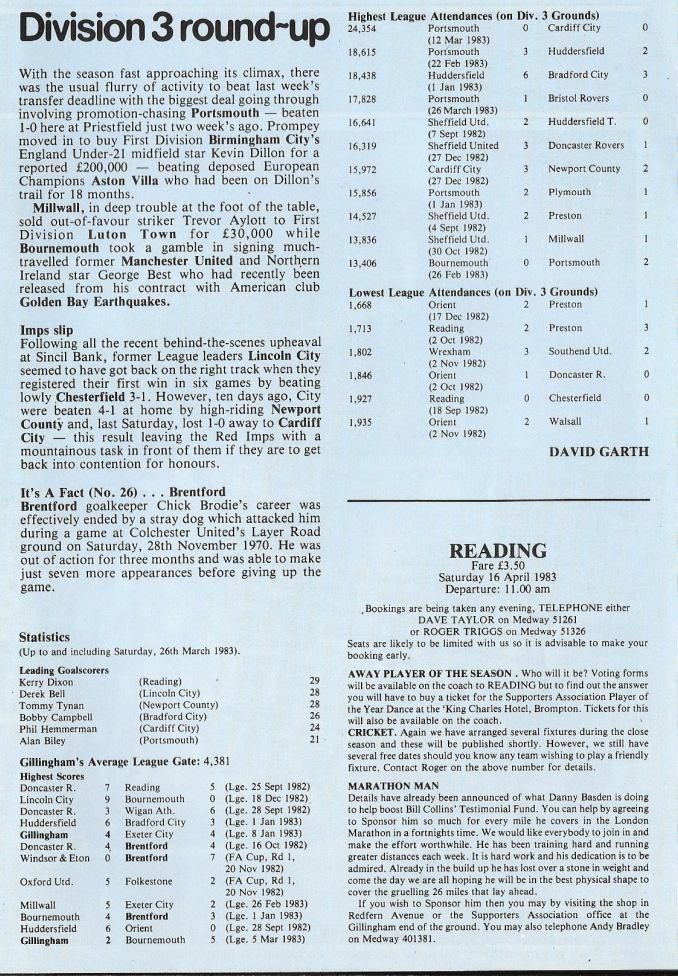 Division 3 round-up
With the season fast approaching its climax, there
was the usual flurry of activity to beat last week's
transfer deadline with the biggest deal going through
involving promotion-chasing Portsmouth — beaten
1-0 here at Priestfield just two week's ago. Prompey
moved in to buy First Division Birmingham City's
England Under-21 midfield star Kevin Dillon for a
reported £200,000 — beating deposed European
Champions Aston Villa who had been on Dillon's
trail for 18 months.
Millwall, in deep trouble at the foot of the table,
sold out-of-favour striker Trevor Aylott to First
Division Luton Town for £30,000 while
Bournemouth took a gamble in signing much-
travelled former Manchester United and Northern
Ireland star George Best who had recently been
released from his contract with American club
Golden Bay Earthquakes.
Imps slip
Following all the recent behind-the-scenes upheaval
at Sincil Bank, former League leaders Lincoln City
seemed to have got back on the right track when they
registered their first win in six games by beating
lowly Chesterfield 3-1. However, ten days ago, City
were beaten 4-1 at home by high-riding Newport
County and, last Saturday, lost 1-0 away to Cardiff
City — this result leaving the Red Imps with a
mountainous task in front of them if they are to get
back into contention for honours.
It's A Fact (No. 26) . . . Brentford
Brentford goalkeeper Chick Brodie's career was
effectively ended by a stray dog which attacked him
during a game at Colchester United's Layer Road
ground on Saturday, 28th November 1970. He was
out of action for three months and was able to make
just seven more appearances before giving up the
game.
Statistics
(Up to and including Saturday, 26th March 1983).
Leading Goalscorers
Kerry Dixon (Reading) 29
Derek Bell (Lincoln City) 28
Tommy Tynan (Newport County) 28
Bobby Campbell (Bradford City) 26
Phil Hemmerman (Cardiff City) 24
Alan Biley (Portsmouth) 21
Gillingham's Average League Gate: 4,381
Highest Scores
Doncaster R. 7 Reading 5 (Lge. 25 Sept 1982)
Lincoln City 9 Bournemouth 0 (Lge. 18 Dec 1982)
Doncaster R. 3 Wigan Ath. 6 (Lge. 28 Sept 1982)
Huddersfield 6 Bradford City 3 (Lge. 1 Jan 1983)
Gillingham 4 Exeter City 4 (Lge. 8 Jan 1983)
Doncaster R. 4 Brentford 4 (Lge. 16 Oct 1982)
Windsor & Eton 0 Brentford 7 (FA Cup, Rd 1,
20 Nov 1982)
Oxford Utd. 5 Folkestone 2 (FA Cup, Rd 1,
20 Nov 1982)
Millwall 5 Exeter City 2 (Lge. 26 Feb 1983)
Bournemouth 4 Brentford 3 (Lge. 1 Jan 1983)
Huddersfield 6 Orient 0 (Lge. 28 Sept 1982)
Gillingham 2 Bournemouth 5 (Lge. 5 Mar 1983)
Highest League Attendances (on Div. 3 Grounds)
24,354 Portsmouth 0 Cardiff City 0
(12 Mar 1983)
18,615 Portsmouth 3 Huddersfield 2
(22 Feb 1983)
18,438 Huddersfield 6 Bradford City 3
(1 Jan 1983)
17,828 Portsmouth 1 Bristol Rovers 0
(26 March 1983)
16,641 Sheffield Utd. 2 Huddersfield T. 0
(7 Sept 1982)
16,319 Sheffield United 3 Doncaster Rovers 1
(27 Dec 1982)
15,972 Cardiff City 3 Newport County 2
(27 Dec 1982)
15,856 Portsmouth 2 Plymouth 1
(1 Jan 1983)
14,527 Sheffield Utd. 2 Preston 1
(4 Sept 1982)
13,836 Sheffield Utd. 1 Millwall 1
(30 Oct 1982)
13,406 Bournemouth 0 Portsmouth 2
(26 Feb 1983)
Lowest League Attendances (on Div. 3 Grounds)
1,668 Orient 2 Preston 1
(17 Dec 1982)
1,713 Reading 2 Preston 3
(2 Oct 1982)
1,802 Wrexham 3 Southend Utd. 2
(2 Nov 1982)
1,846 Orient 1 Doncaster R. 0
(2 Oct 1982)
1,927 Reading 0 Chesterfield 0
(18 Sep 1982)
1,935 Orient 2 Walsall 1
(2 Nov 1982)
DAVID GARTH
READING
Fare £3.50
Saturday 16 April 1983
Departure: 11.00 am
Bookings are being taken any evening, TELEPHONE either
DAVE TAYLOR on Medway 51261
or ROGER TRIGGS on Medway 51326
Seats are likely to be limited with us so it is advisable to make your
booking early.
AWAY PLAYER OF THE SEASON . Who will it be? Voting forms
will be available on the coach to READING but to find out the answer
you will have to buy a ticket for the Supporters Association Player of
the Year Dance at the 'King Charles Hotel, Brompton. Tickets for this
will also be available on the coach.
CRICKET. Again we have arranged several fixtures during the close
season and these will be published shortly. However, we still have
several free dates should you know any team wishing to play a friendly
fixture. Contact Roger on the above number for details.
MARATHON MAN
Details have already been announced of what Danny Basden is doing
to help boost Bill Collins' Testimonial Fund. You can help by agreeing
to Sponsor him so much for every mile he covers in the London
Marathon in a fortnights time. We would like everybody to join in and
make the effort worthwhile. He has been training hard and running
greater distances each week. It is hard work and his dedication is to be
admired. Already in the build up he has lost over a stone in weight and
come the day we are all hoping he will be in the best physical shape to
cover the gruelling 26 miles that lay ahead.
If you wish to Sponsor him then you may by visiting the shop in
Redfern Avenue or the Supporters Association office at the
Gillingham end of the ground. You may also telephone Andy Bradley
on Medway 401381.